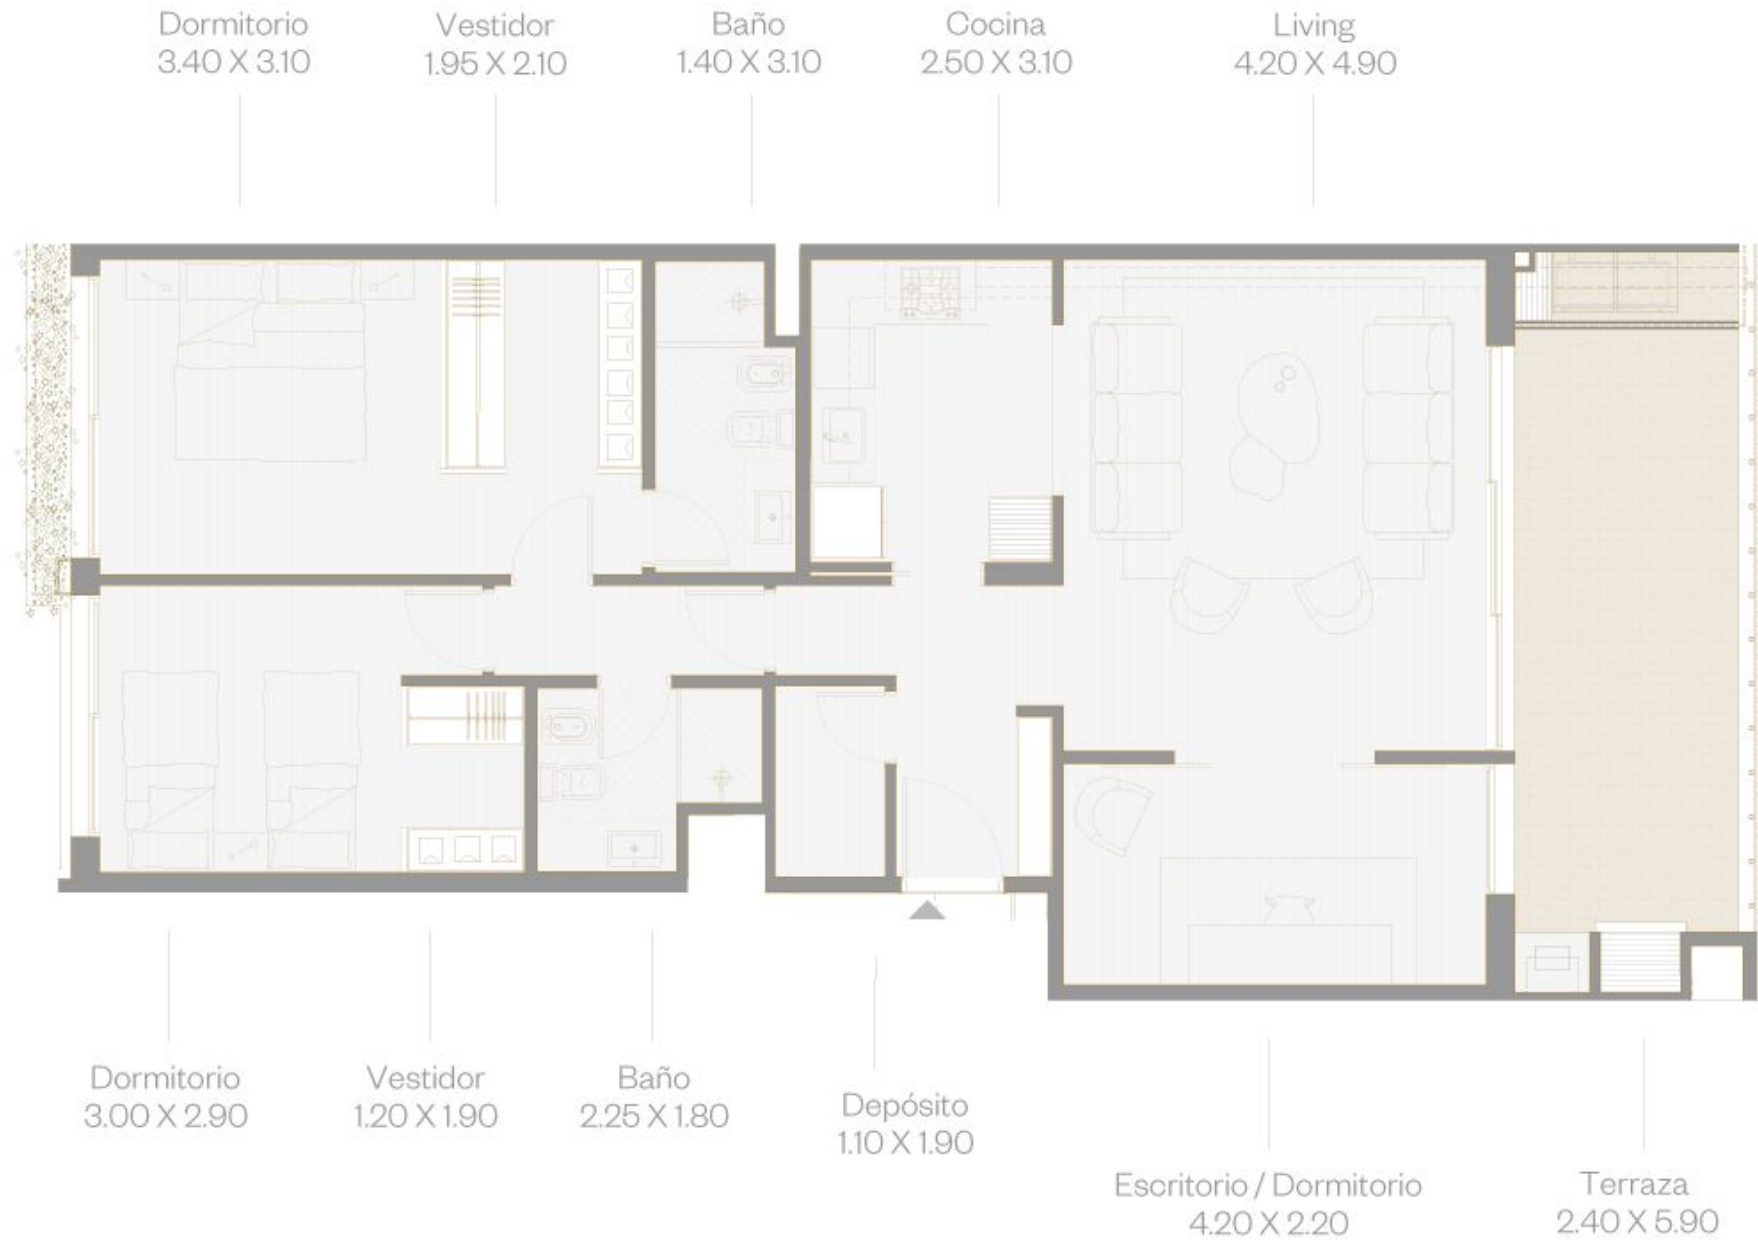 Dormitorio
3.40 X 3.10
Vestidor
1.95 X 2.10
Baño
1.40 X 3.10
Cocina
2.50 X 3.10
Living
4.20 X 4.90
Dormitorio
3.00 X 2.90
Vestidor
1.20 X 1.90
Baño
2.25 X 1.80
Depósito
1.10 X 1.90
Escritorio / Dormitorio
4.20 X 2.20
Terraza
2.40 X 5.90